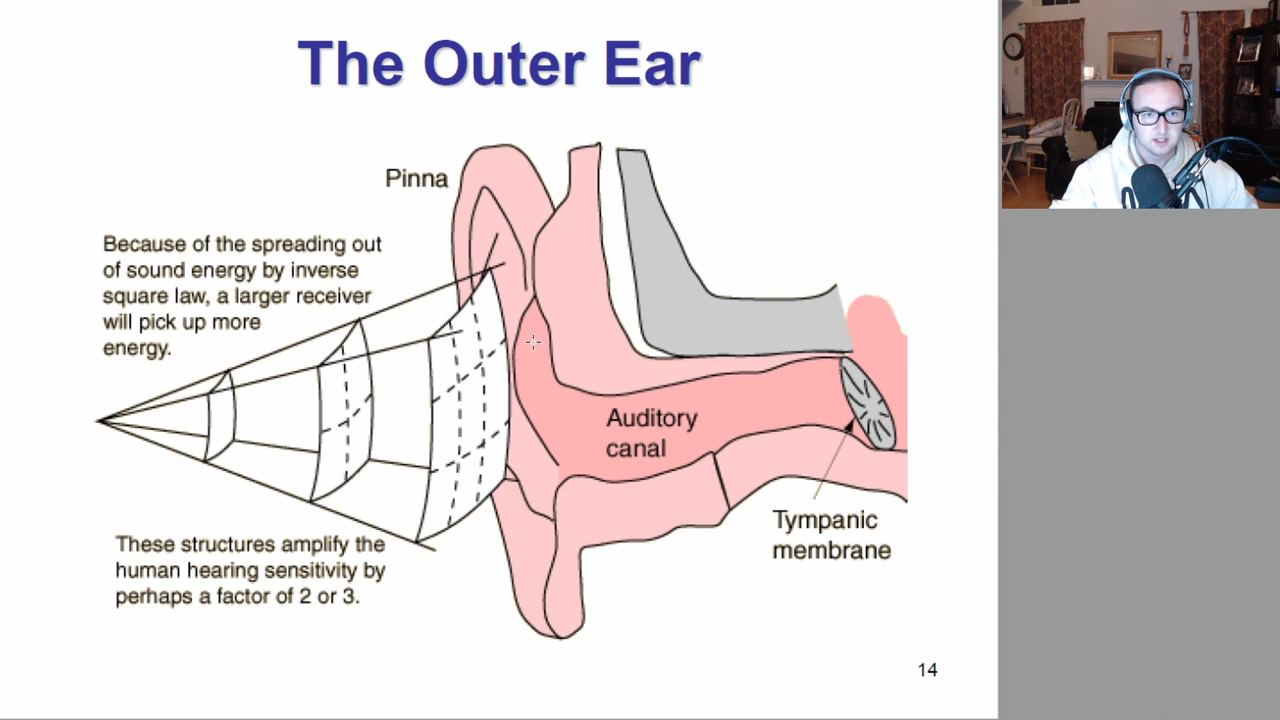 The Outer Ear
Pinna
Because of the spreading out
of sound energy by inverse
square law, a larger receiver
will pick up more
energy.
Auditory
canal
Tympanic
membrane
These structures amplify the
human hearing sensitivity by
perhaps a factor of 2 or 3.
14